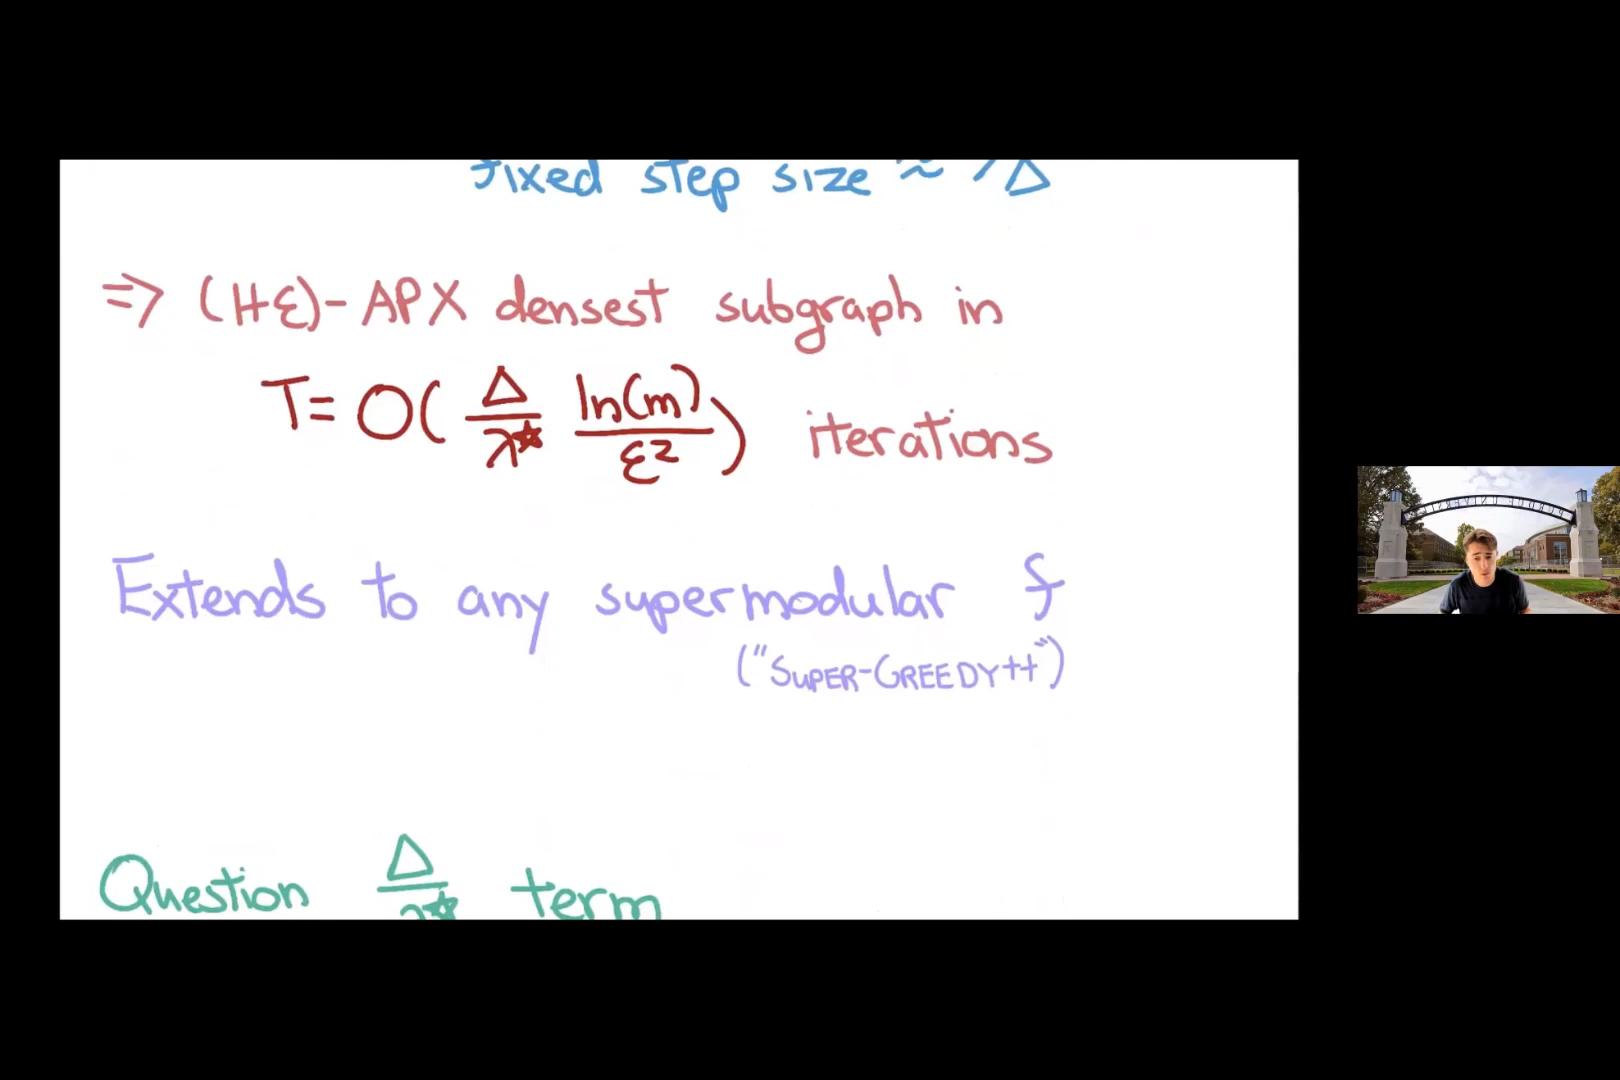 fixed step size ≈ 1/Δ
⇒ (1+ε)-APX densest subgraph in
T= O( Δ/λ* ln(m)/ε² ) iterations
Extends to any supermodular f
("SUPER-GREEDY++")
Question Δ/λ* term